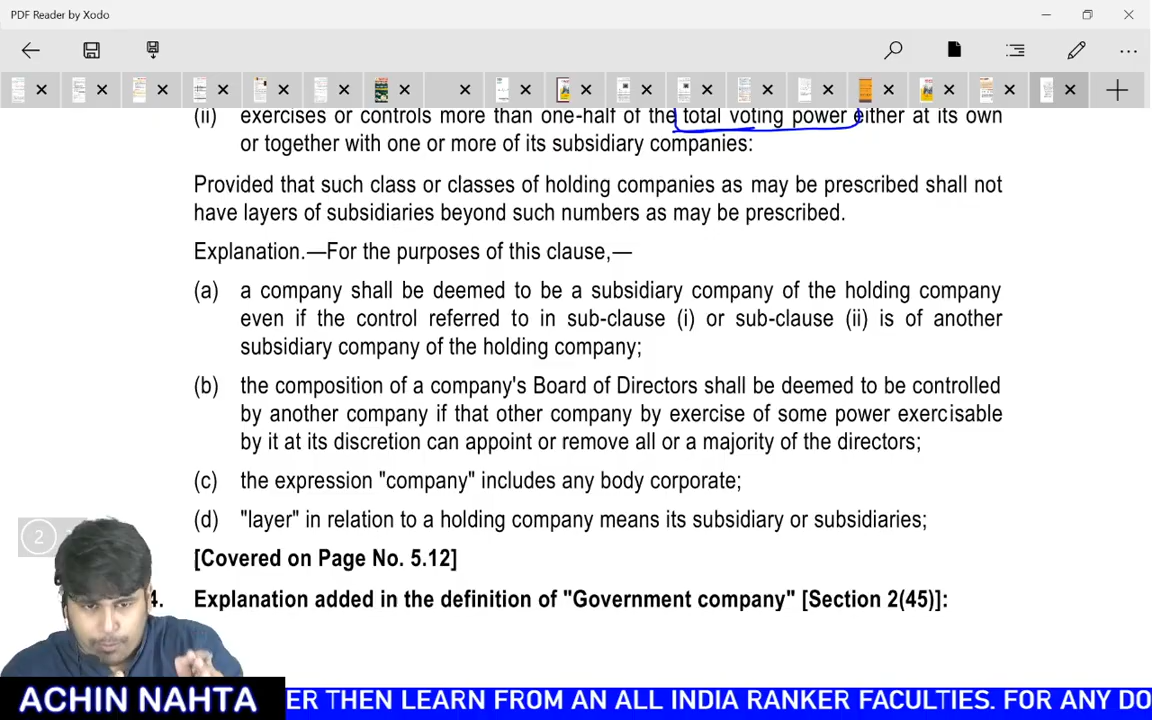 PDF Reader by Xodo
(ii) exercises or controls more than one-half of the total voting power either at its own
or together with one or more of its subsidiary companies:
Provided that such class or classes of holding companies as may be prescribed shall not
have layers of subsidiaries beyond such numbers as may be prescribed.
Explanation.—For the purposes of this clause,—
(a) a company shall be deemed to be a subsidiary company of the holding company
even if the control referred to in sub-clause (i) or sub-clause (ii) is of another
subsidiary company of the holding company;
(b) the composition of a company's Board of Directors shall be deemed to be controlled
by another company if that other company by exercise of some power exercisable
by it at its discretion can appoint or remove all or a majority of the directors;
(c) the expression "company" includes any body corporate;
(d) "layer" in relation to a holding company means its subsidiary or subsidiaries;
2
[Covered on Page No. 5.12]
4. Explanation added in the definition of "Government company" [Section 2(45)]:
ACHIN NAHTA
ER THEN LEARN FROM AN ALL INDIA RANKER FACULTIES. FOR ANY DO